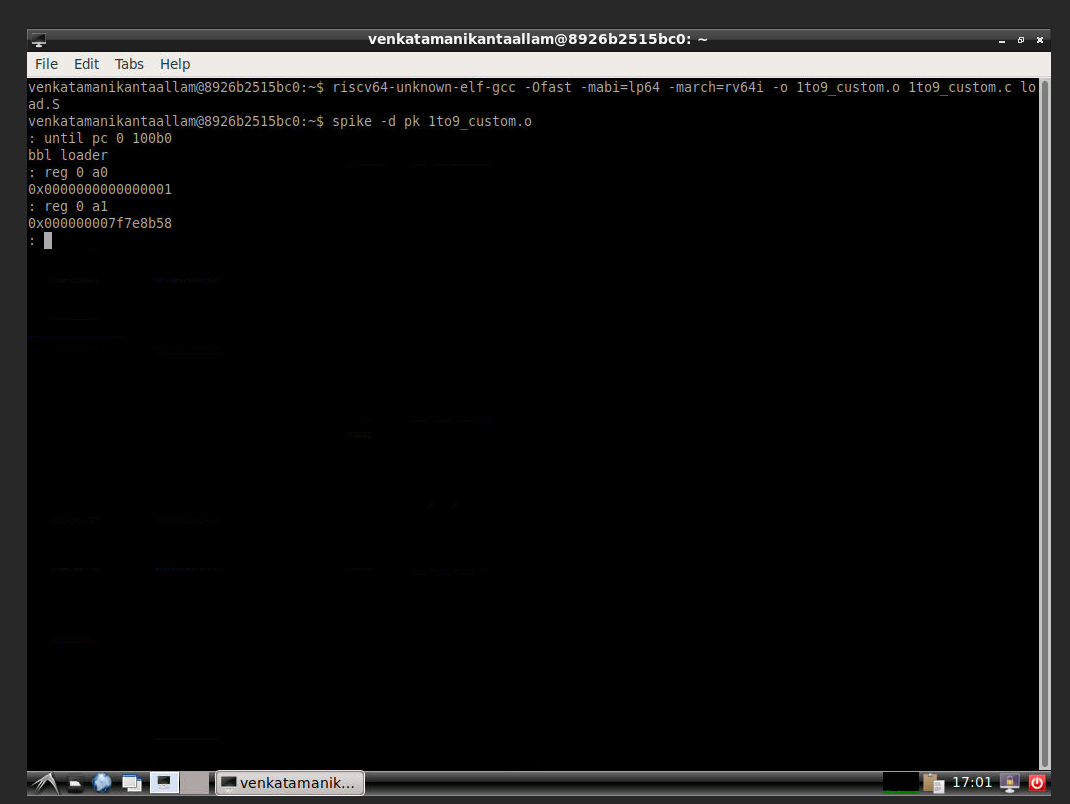 venkatamanikantaallam@8926b2515bc0: ~
File Edit Tabs Help
venkatamanikantaallam@8926b2515bc0:~$ riscv64-unknown-elf-gcc -Ofast -mabi=lp64 -march=rv64i -o 1to9_custom.o 1to9_custom.c lo
ad.S
venkatamanikantaallam@8926b2515bc0:~$ spike -d pk 1to9_custom.o
: until pc 0 100b0
bbl loader
: reg 0 a0
0x0000000000000001
: reg 0 a1
0x000000007f7e8b58
:
venkatamanik...
17:01